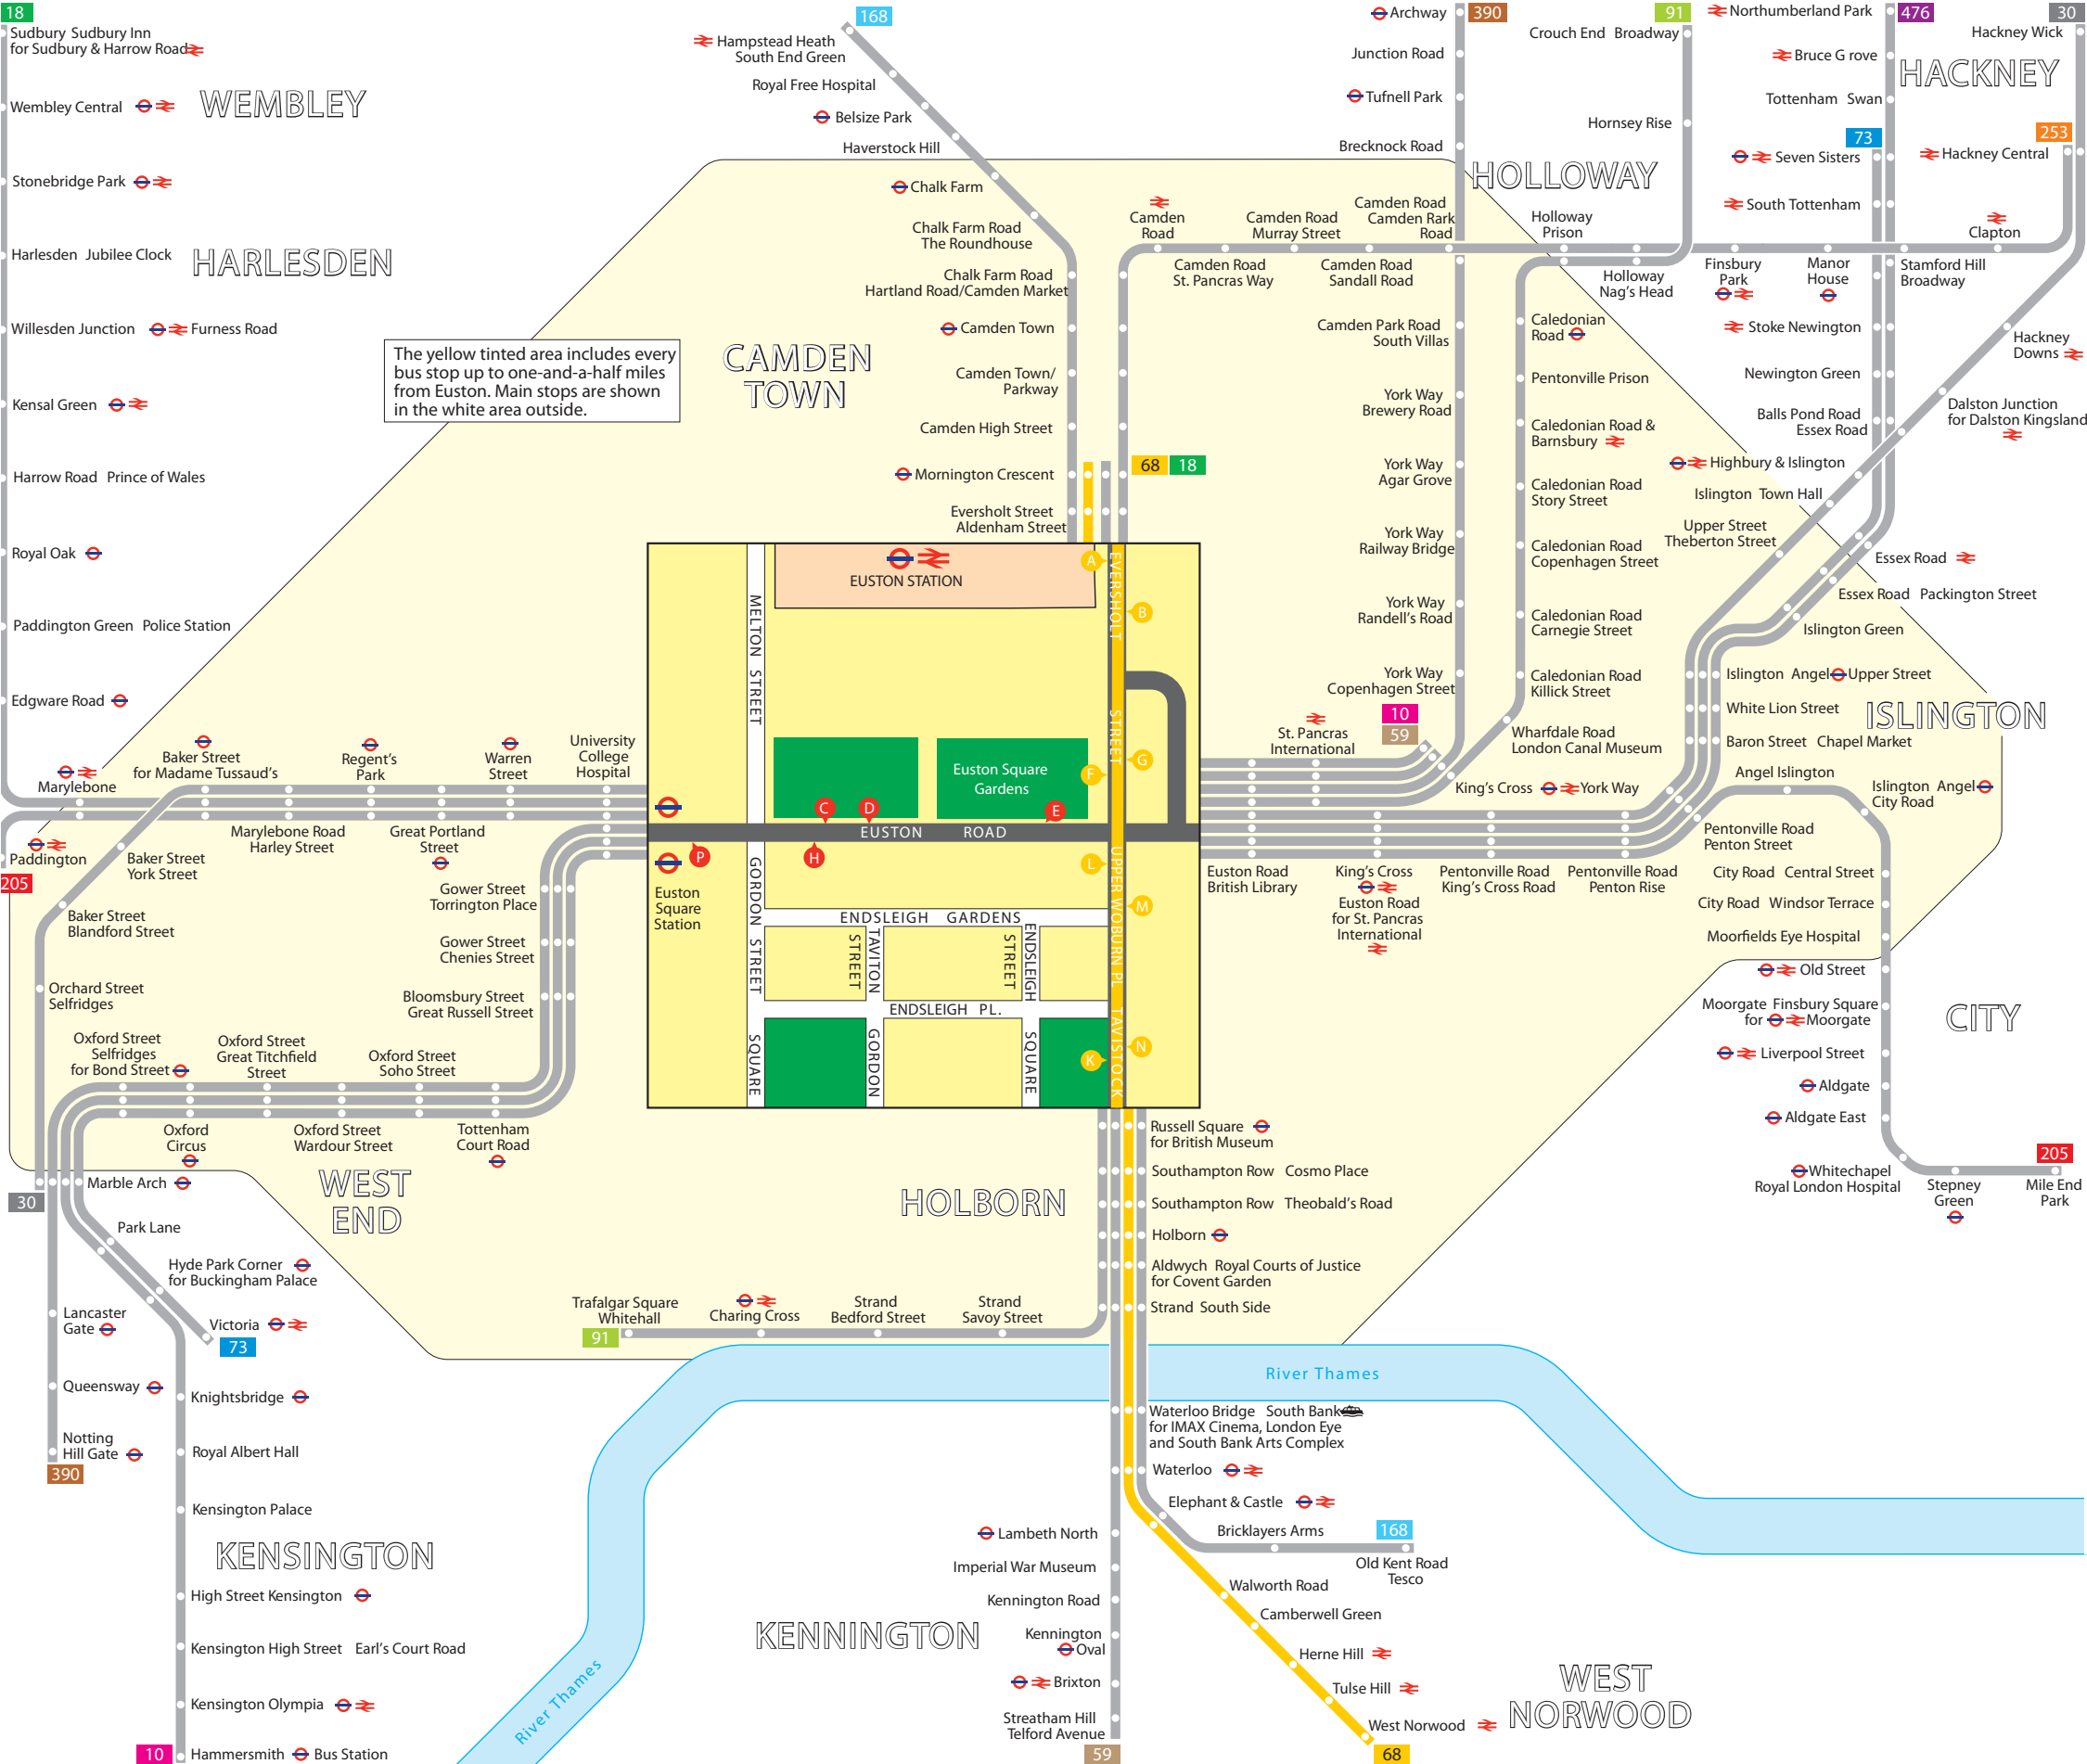 18
Sudbury Sudbury Inn
for Sudbury & Harrow Road
Wembley Central
WEMBLEY
Stonebridge Park
Harlesden Jubilee Clock
HARLESDEN
Willesden Junction
Furness Road
Kensal Green
Harrow Road Prince of Wales
Royal Oak
Paddington Green Police Station
Edgware Road
Marylebone
Paddington
205
The yellow tinted area includes every
bus stop up to one-and-a-half miles
from Euston. Main stops are shown
in the white area outside.
168
Hampstead Heath
South End Green
Royal Free Hospital
Belsize Park
Haverstock Hill
Chalk Farm
Chalk Farm Road
The Roundhouse
Chalk Farm Road
Hartland Road/Camden Market
Camden Town
Camden Town/
Parkway
Camden High Street
Mornington Crescent
Eversholt Street
Aldenham Street
CAMDEN
TOWN
68
18
Archway
390
Junction Road
Tufnell Park
Brecknock Road
HOLLOWAY
Camden
Road
Camden Road
Murray Street
Camden Road
Camden Rark
Road
Camden Road
St. Pancras Way
Camden Road
Sandall Road
Camden Park Road
South Villas
York Way
Brewery Road
York Way
Agar Grove
York Way
Railway Bridge
York Way
Randell's Road
York Way
Copenhagen Street
10
59
St. Pancras
International
91
Crouch End Broadway
Hornsey Rise
Holloway
Prison
Holloway
Nag's Head
Caledonian
Road
Pentonville Prison
Caledonian Road &
Barnsbury
Caledonian Road
Story Street
Caledonian Road
Copenhagen Street
Caledonian Road
Carnegie Street
Caledonian Road
Killick Street
Wharfdale Road
London Canal Museum
King's Cross
York Way
Northumberland Park
476
Bruce G rove
Tottenham Swan
73
Seven Sisters
South Tottenham
Finsbury
Park
Manor
House
Stamford Hill
Broadway
Stoke Newington
Newington Green
Balls Pond Road
Essex Road
30
Hackney Wick
HACKNEY
253
Hackney Central
Clapton
Hackney
Downs
Dalston Junction
for Dalston Kingsland
Highbury & Islington
Islington Town Hall
Upper Street
Theberton Street
Essex Road
Essex Road Packington Street
Islington Green
Islington Angel
Upper Street
White Lion Street
ISLINGTON
Baron Street Chapel Market
Angel Islington
Islington Angel
City Road
Pentonville Road
Penton Street
City Road Central Street
City Road Windsor Terrace
Moorfields Eye Hospital
Old Street
Moorgate Finsbury Square
for
Moorgate
CITY
Liverpool Street
Aldgate
Aldgate East
Whitechapel
Royal London Hospital
Stepney
Green
205
Mile End
Park
Euston Road
British Library
King's Cross
Euston Road
for St. Pancras
International
Pentonville Road
King's Cross Road
Pentonville Road
Penton Rise
Baker Street
for Madame Tussaud's
Regent's
Park
Warren
Street
University
College
Hospital
Marylebone Road
Harley Street
Great Portland
Street
Baker Street
York Street
Baker Street
Blandford Street
Gower Street
Torrington Place
Gower Street
Chenies Street
Bloomsbury Street
Great Russell Street
Orchard Street
Selfridges
Oxford Street
Selfridges
for Bond Street
Oxford Street
Great Titchfield
Street
Oxford Street
Soho Street
Oxford
Circus
Oxford Street
Wardour Street
Tottenham
Court Road
WEST
END
Marble Arch
30
Park Lane
Hyde Park Corner
for Buckingham Palace
Victoria
73
Lancaster
Gate
Queensway
Notting
Hill Gate
390
Knightsbridge
Royal Albert Hall
Kensington Palace
KENSINGTON
High Street Kensington
Kensington High Street Earl's Court Road
Kensington Olympia
10
Hammersmith
Bus Station
EUSTON STATION
MELTON STREET
EVERSHOLT STREET
A
B
G
F
Euston Square
Gardens
C
D
E
EUSTON ROAD
P
H
L
M
Euston
Square
Station
GORDON STREET
ENDSLEIGH GARDENS
TAVITON
STREET
ENDSLEIGH
STREET
UPPER WOBURN PL
ENDSLEIGH PL.
SQUARE
GORDON
SQUARE
TAVISTOCK
K
N
HOLBORN
Russell Square
for British Museum
Southampton Row Cosmo Place
Southampton Row Theobald's Road
Holborn
Aldwych Royal Courts of Justice
for Covent Garden
Strand South Side
Trafalgar Square
Whitehall
91
Charing Cross
Strand
Bedford Street
Strand
Savoy Street
River Thames
Waterloo Bridge South Bank
for IMAX Cinema, London Eye
and South Bank Arts Complex
Waterloo
Elephant & Castle
Bricklayers Arms
168
Old Kent Road
Tesco
Lambeth North
Imperial War Museum
Kennington Road
Kennington
Oval
KENNINGTON
Brixton
Streatham Hill
Telford Avenue
59
Walworth Road
Camberwell Green
Herne Hill
Tulse Hill
West Norwood
WEST
NORWOOD
68
River Thames